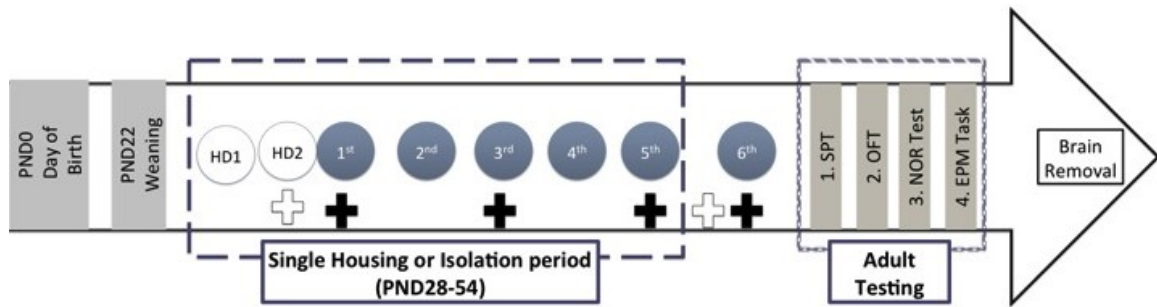 PND0
Day of
Birth
PND22
Weaning
HD1
HD2
1st
2nd
3rd
4th
5th
6th
1. SPT
2. OFT
3. NOR Test
4. EPM Task
Brain
Removal
Single Housing or Isolation period
(PND28-54)
Adult
Testing